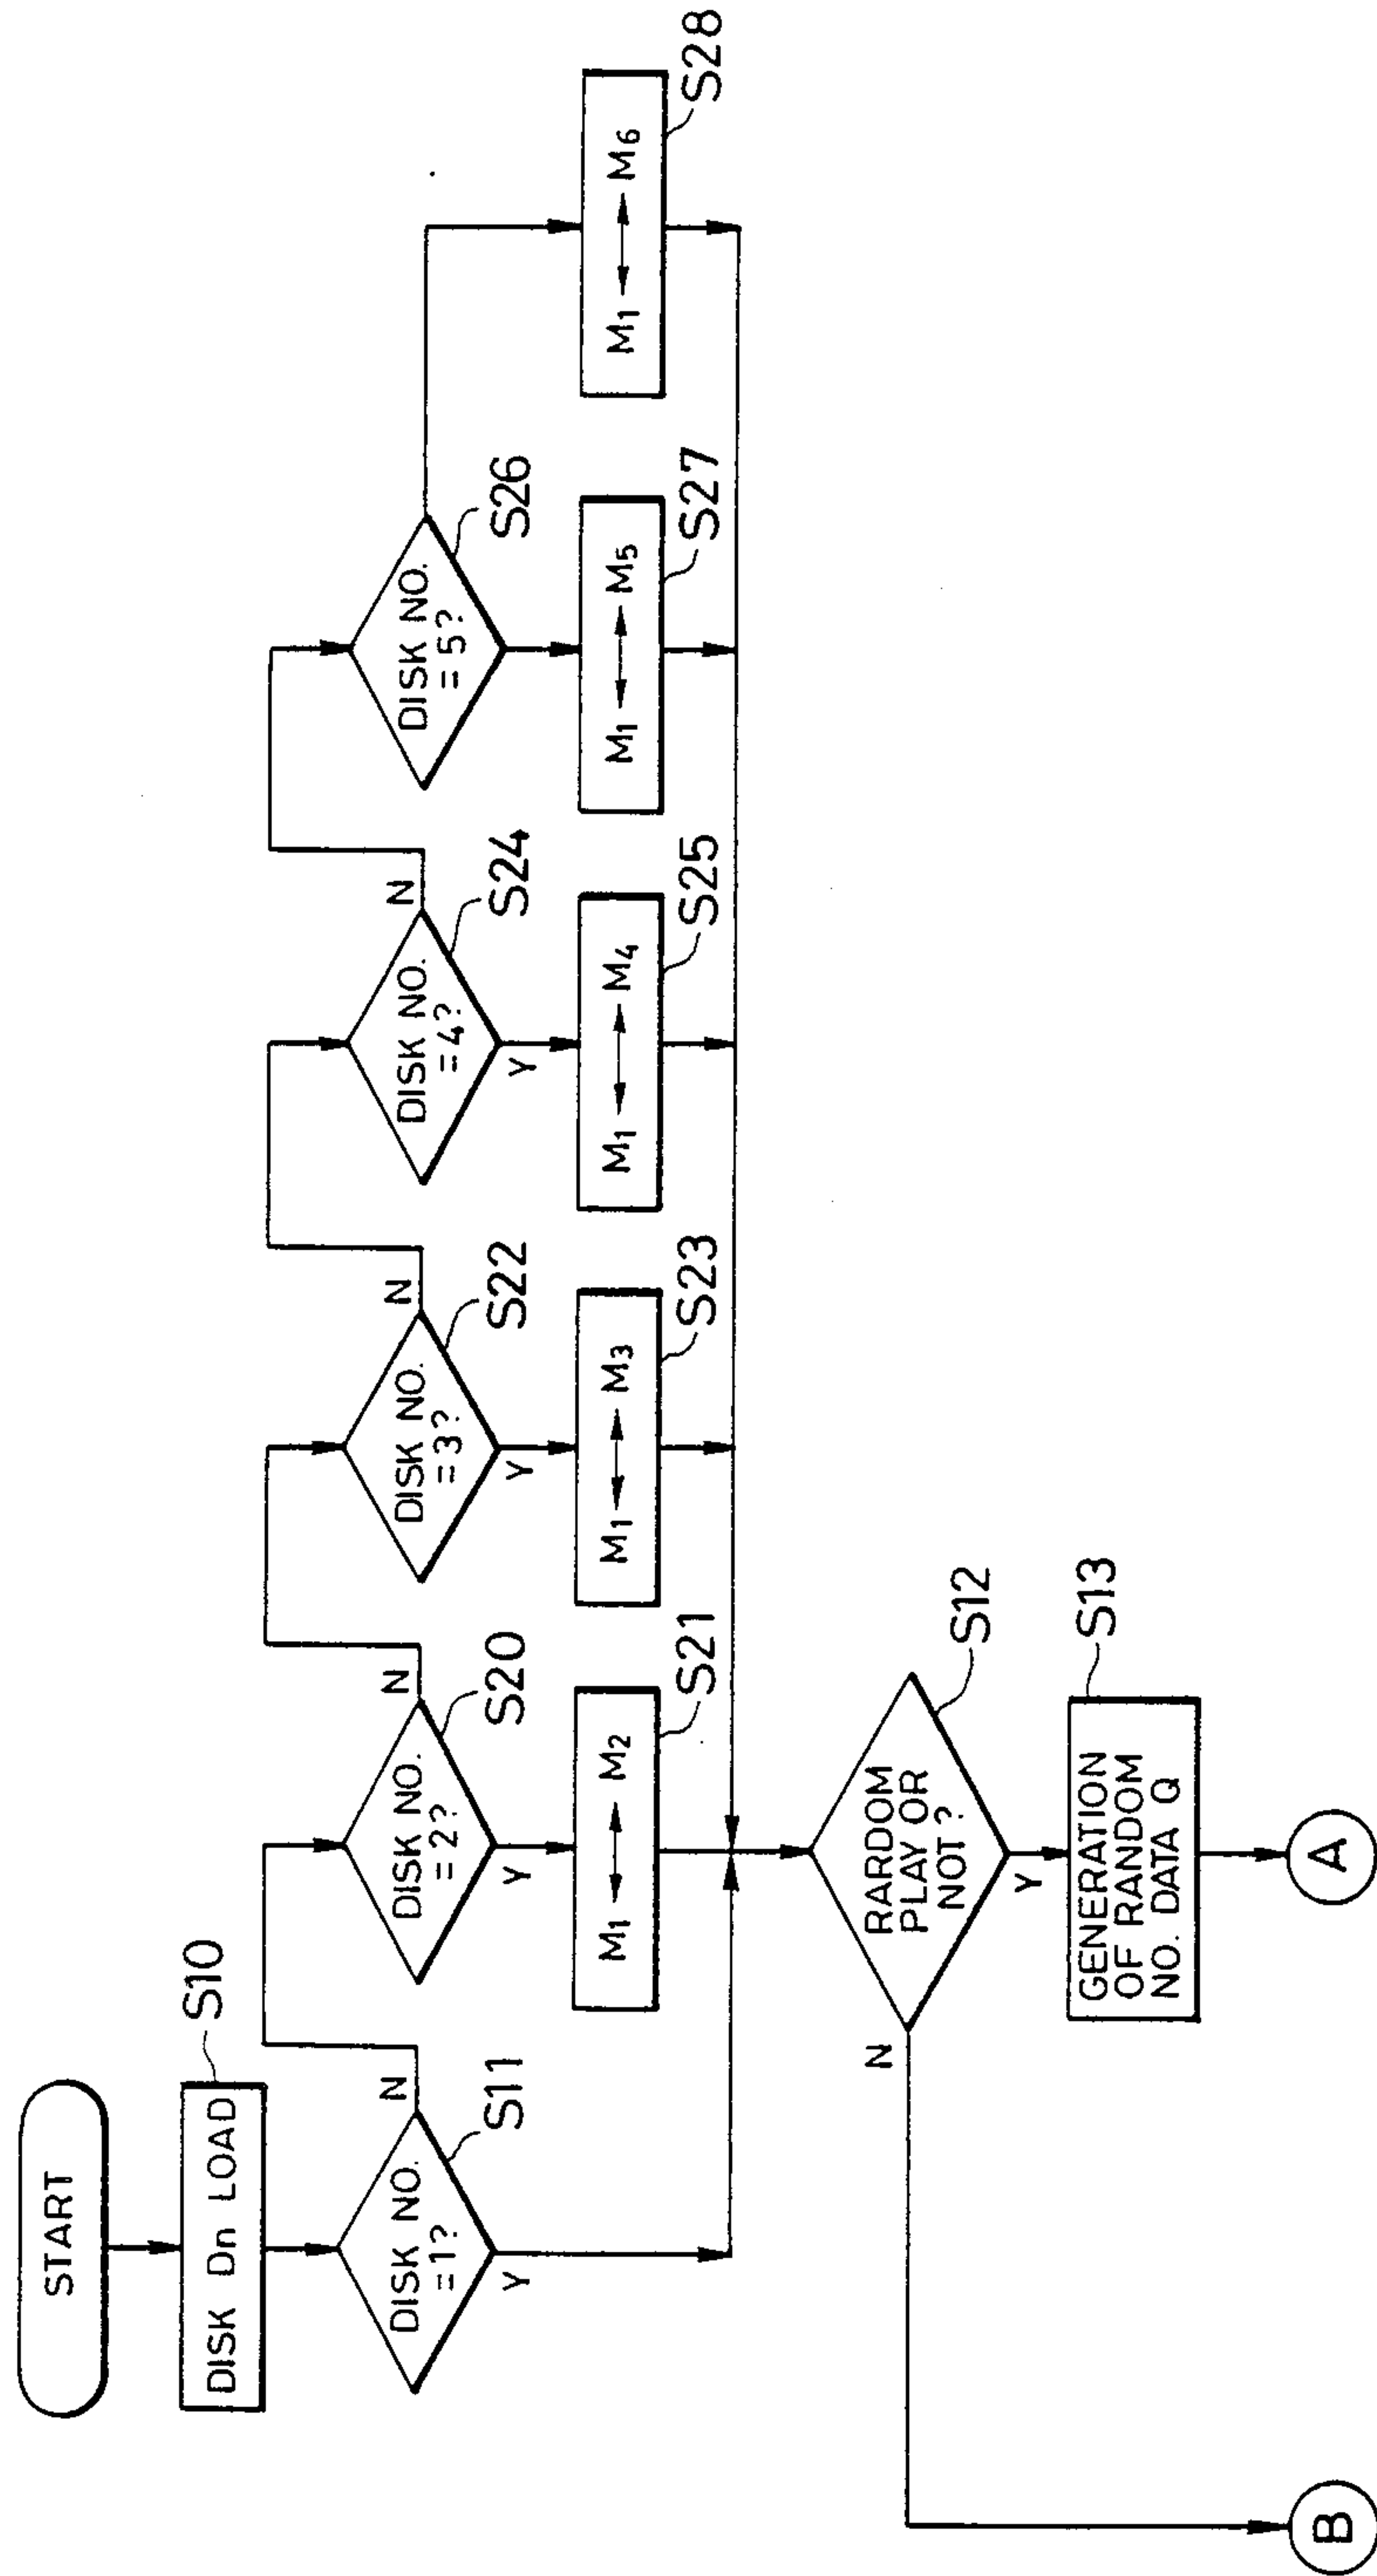 START
DISK Dn LOAD
S10
DISK NO.
=1?
S11
N
Y
DISK NO.
=2?
S20
N
Y
M1 ↔ M2
S21
DISK NO.
=3?
S22
N
Y
M1 ↔ M3
S23
DISK NO.
=4?
S24
N
Y
M1 ↔ M4
S25
DISK NO.
=5?
S26
M1 ↔ M5
S27
M1 ↔ M6
S28
RARDOM
PLAY OR
NOT?
S12
N
Y
GENERATION
OF RANDOM
NO. DATA Q
S13
A
B